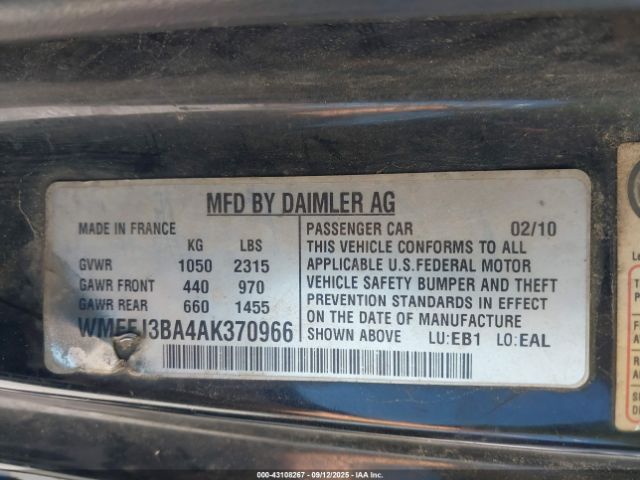 MFD BY DAIMLER AG
MADE IN FRANCE
KG LBS
GVWR 1050 2315
GAWR FRONT 440 970
GAWR REAR 660 1455
WMEEJ3BA4AK370966
PASSENGER CAR 02/10
THIS VEHICLE CONFORMS TO ALL
APPLICABLE U.S.FEDERAL MOTOR
VEHICLE SAFETY BUMPER AND THEFT
PREVENTION STANDARDS IN EFFECT
ON THE DATE OF MANUFACTURE
SHOWN ABOVE LU:EB1 LO:EAL
000-43108267 - 09/12/2025 - IAA Inc.